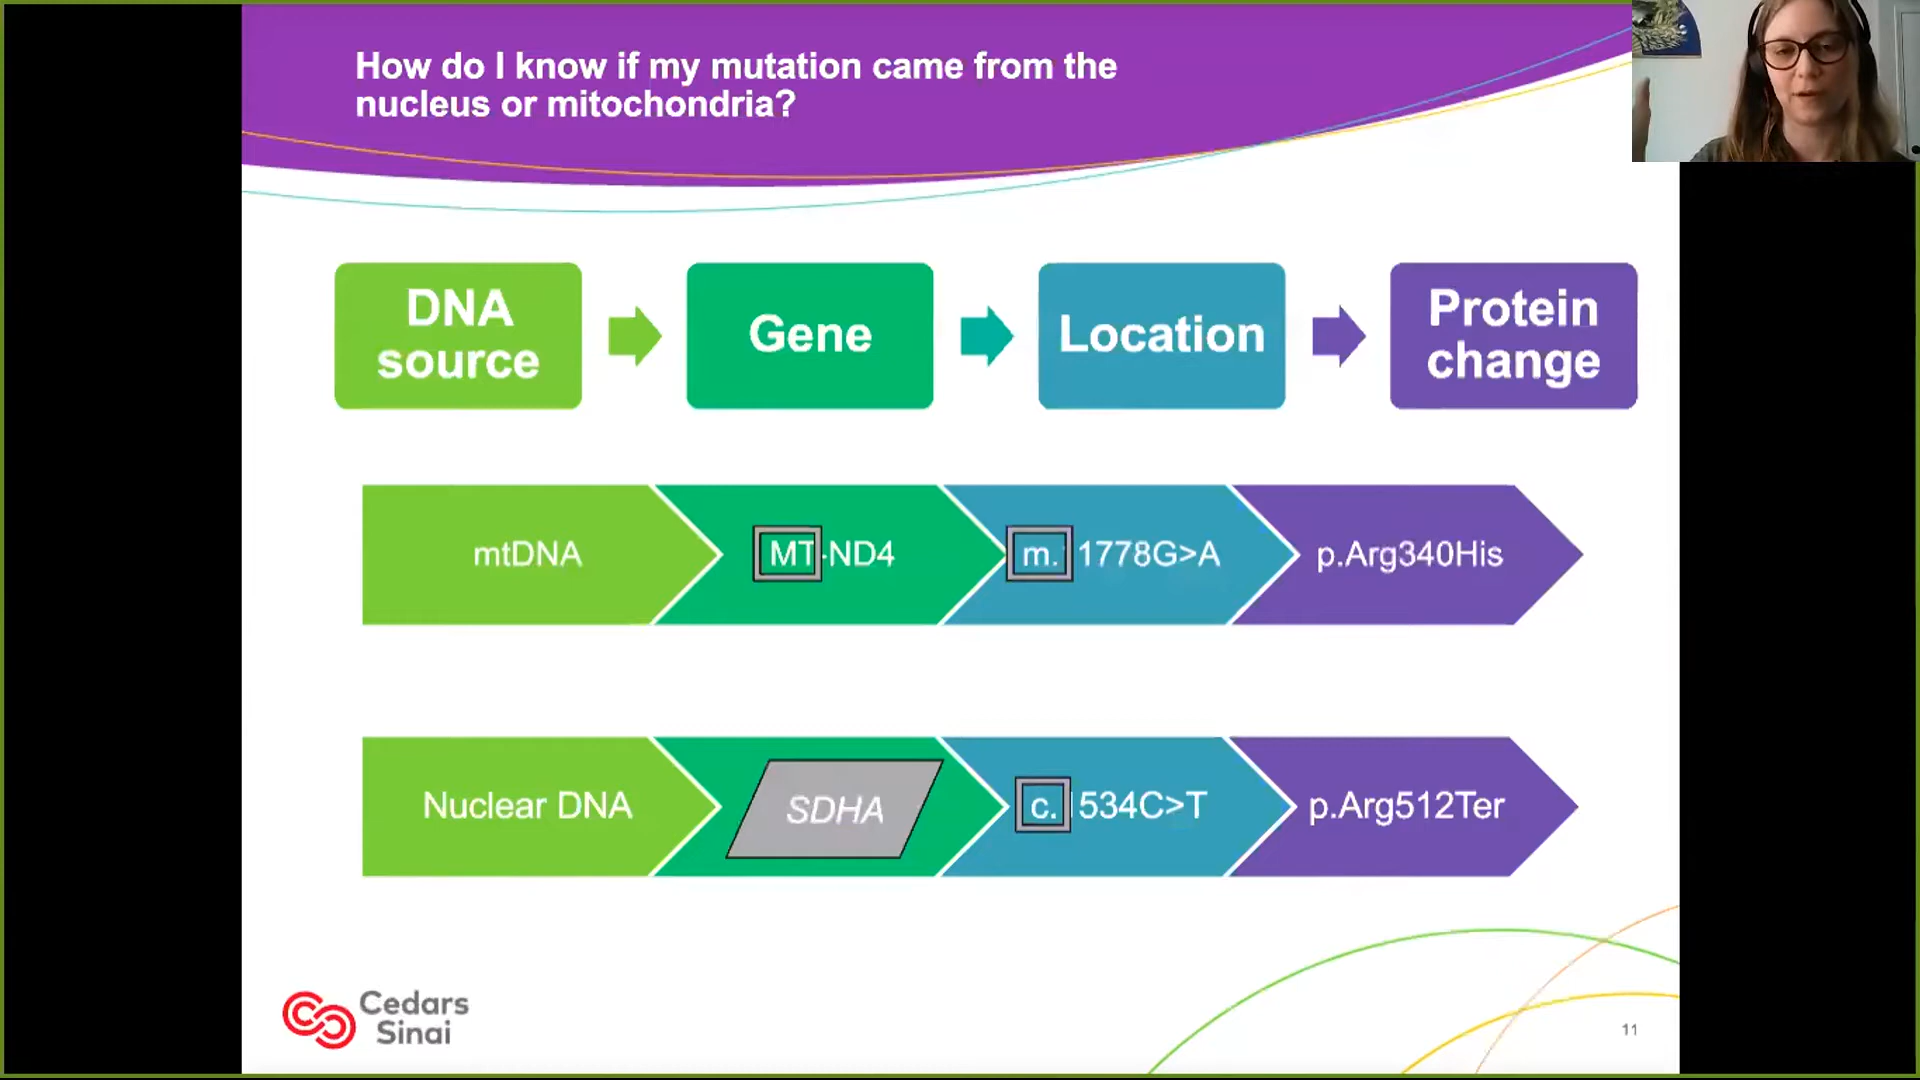 How do I know if my mutation came from the
nucleus or mitochondria?
DNA
source
Gene
Location
Protein
change
mtDNA
MT-ND4
m. 1778G>A
p.Arg340His
Nuclear DNA
SDHA
c.1534C>T
p.Arg512Ter
Cedars
Sinai
11